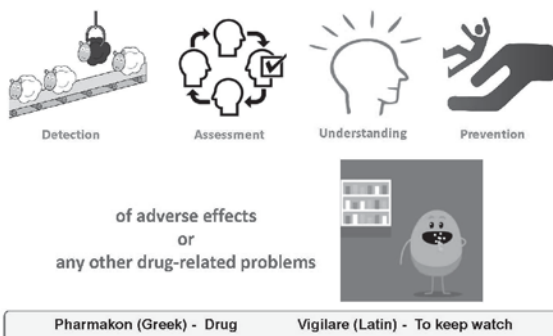 Detection Assessment Understanding Prevention
of adverse effects
or
any other drug-related problems
Pharmakon (Greek) - Drug Vigilare (Latin) - To keep watch